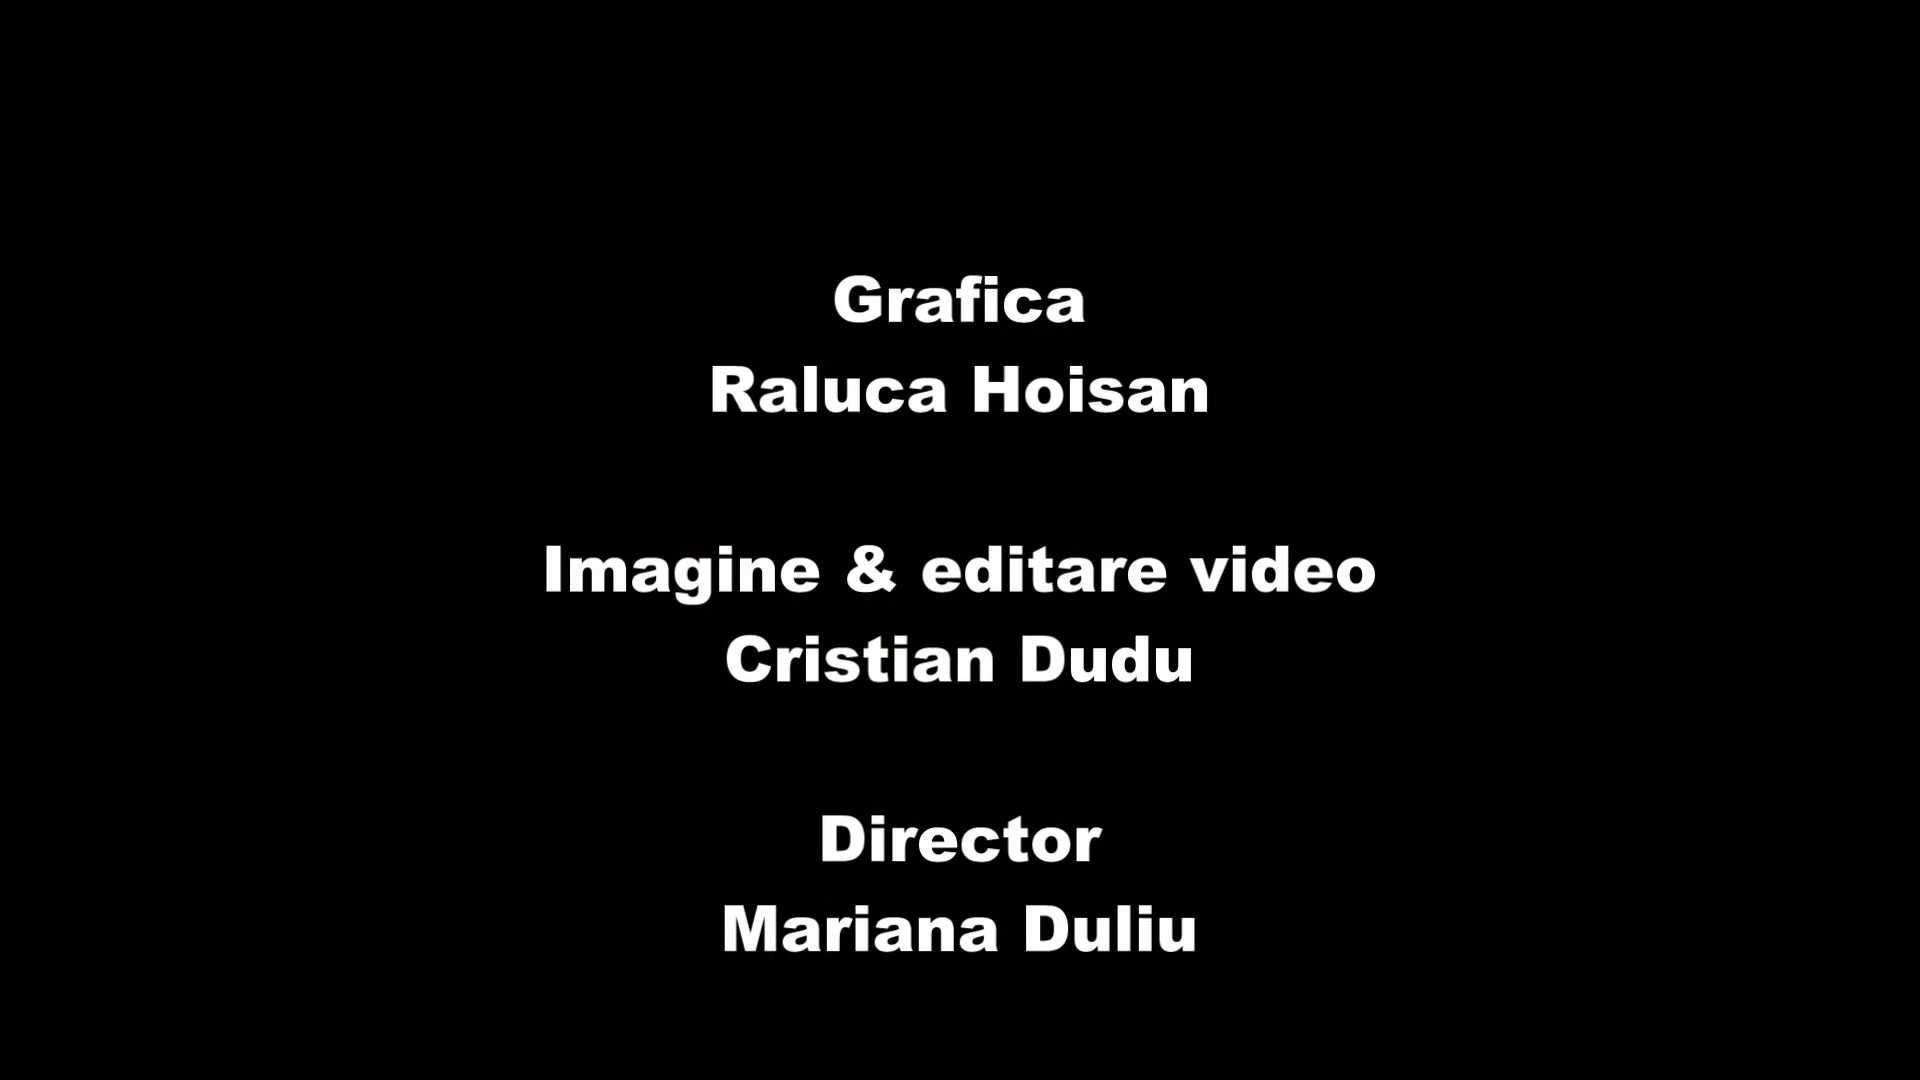 Grafica
Raluca Hoisan
Imagine & editare video
Cristian Dudu
Director
Mariana Duliu